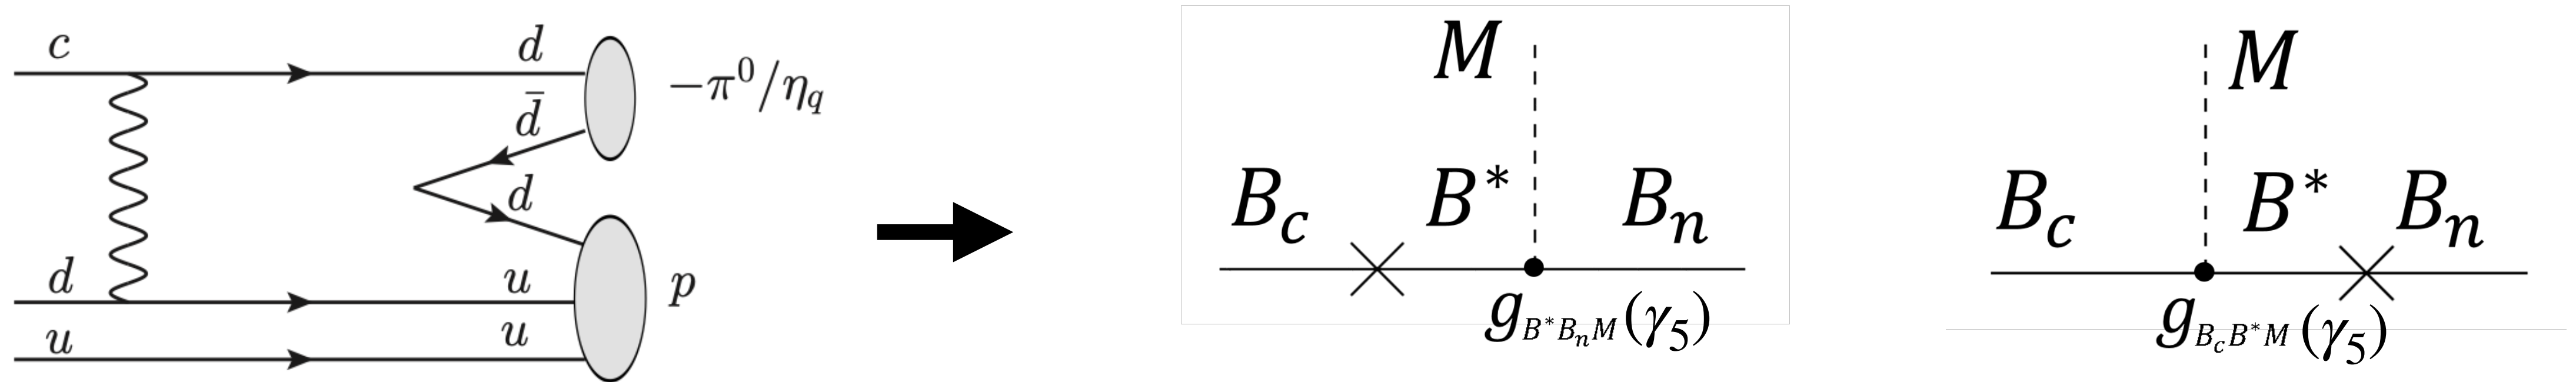 c
d
d̄
−π⁰/η_q
d
d
u
p
u
u
M
B_c
B*
B_n
g_{B*B_nM}(γ₅)
M
B_c
B*
B_n
g_{B_cB*M}(γ₅)